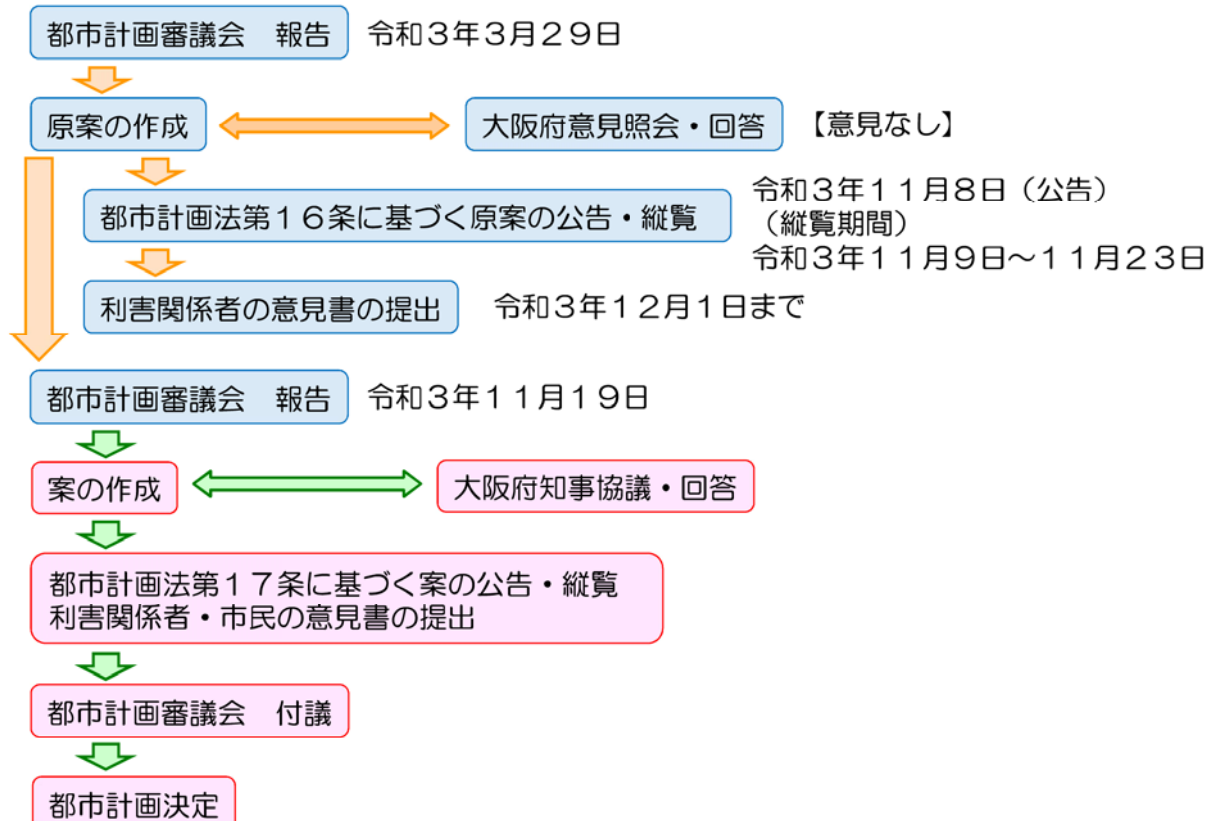 都市計画審議会　報告　令和３年３月２９日
原案の作成　大阪府意見照会・回答　【意見なし】
都市計画法第１６条に基づく原案の公告・縦覧
令和３年１１月８日（公告）
（縦覧期間）
令和３年１１月９日～１１月２３日
利害関係者の意見書の提出　令和３年１２月１日まで
都市計画審議会　報告　令和３年１１月１９日
案の作成　大阪府知事協議・回答
都市計画法第１７条に基づく案の公告・縦覧
利害関係者・市民の意見書の提出
都市計画審議会　付議
都市計画決定